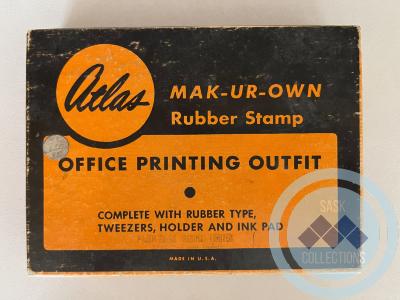 Atlas
MAK-UR-OWN
Rubber Stamp
OFFICE PRINTING OUTFIT
COMPLETE WITH RUBBER TYPE,
TWEEZERS, HOLDER AND INK PAD
MADE IN U.S.A.
SASK
COLLECTIONS